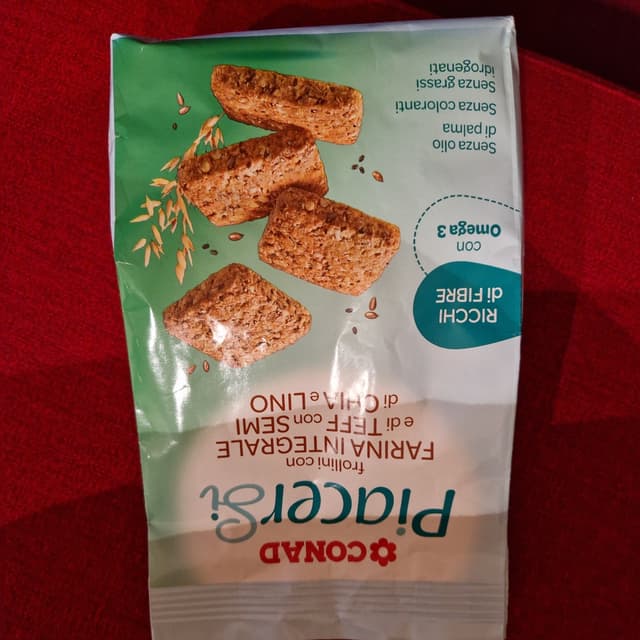 CONAD
PiacerSi
frollini con
FARINA INTEGRALE
e di TEFF con SEMI
di CHIA e LINO
RICCHI
di FIBRE
con
Omega 3
Senza olio
di palma
Senza coloranti
Senza grassi
idrogenati